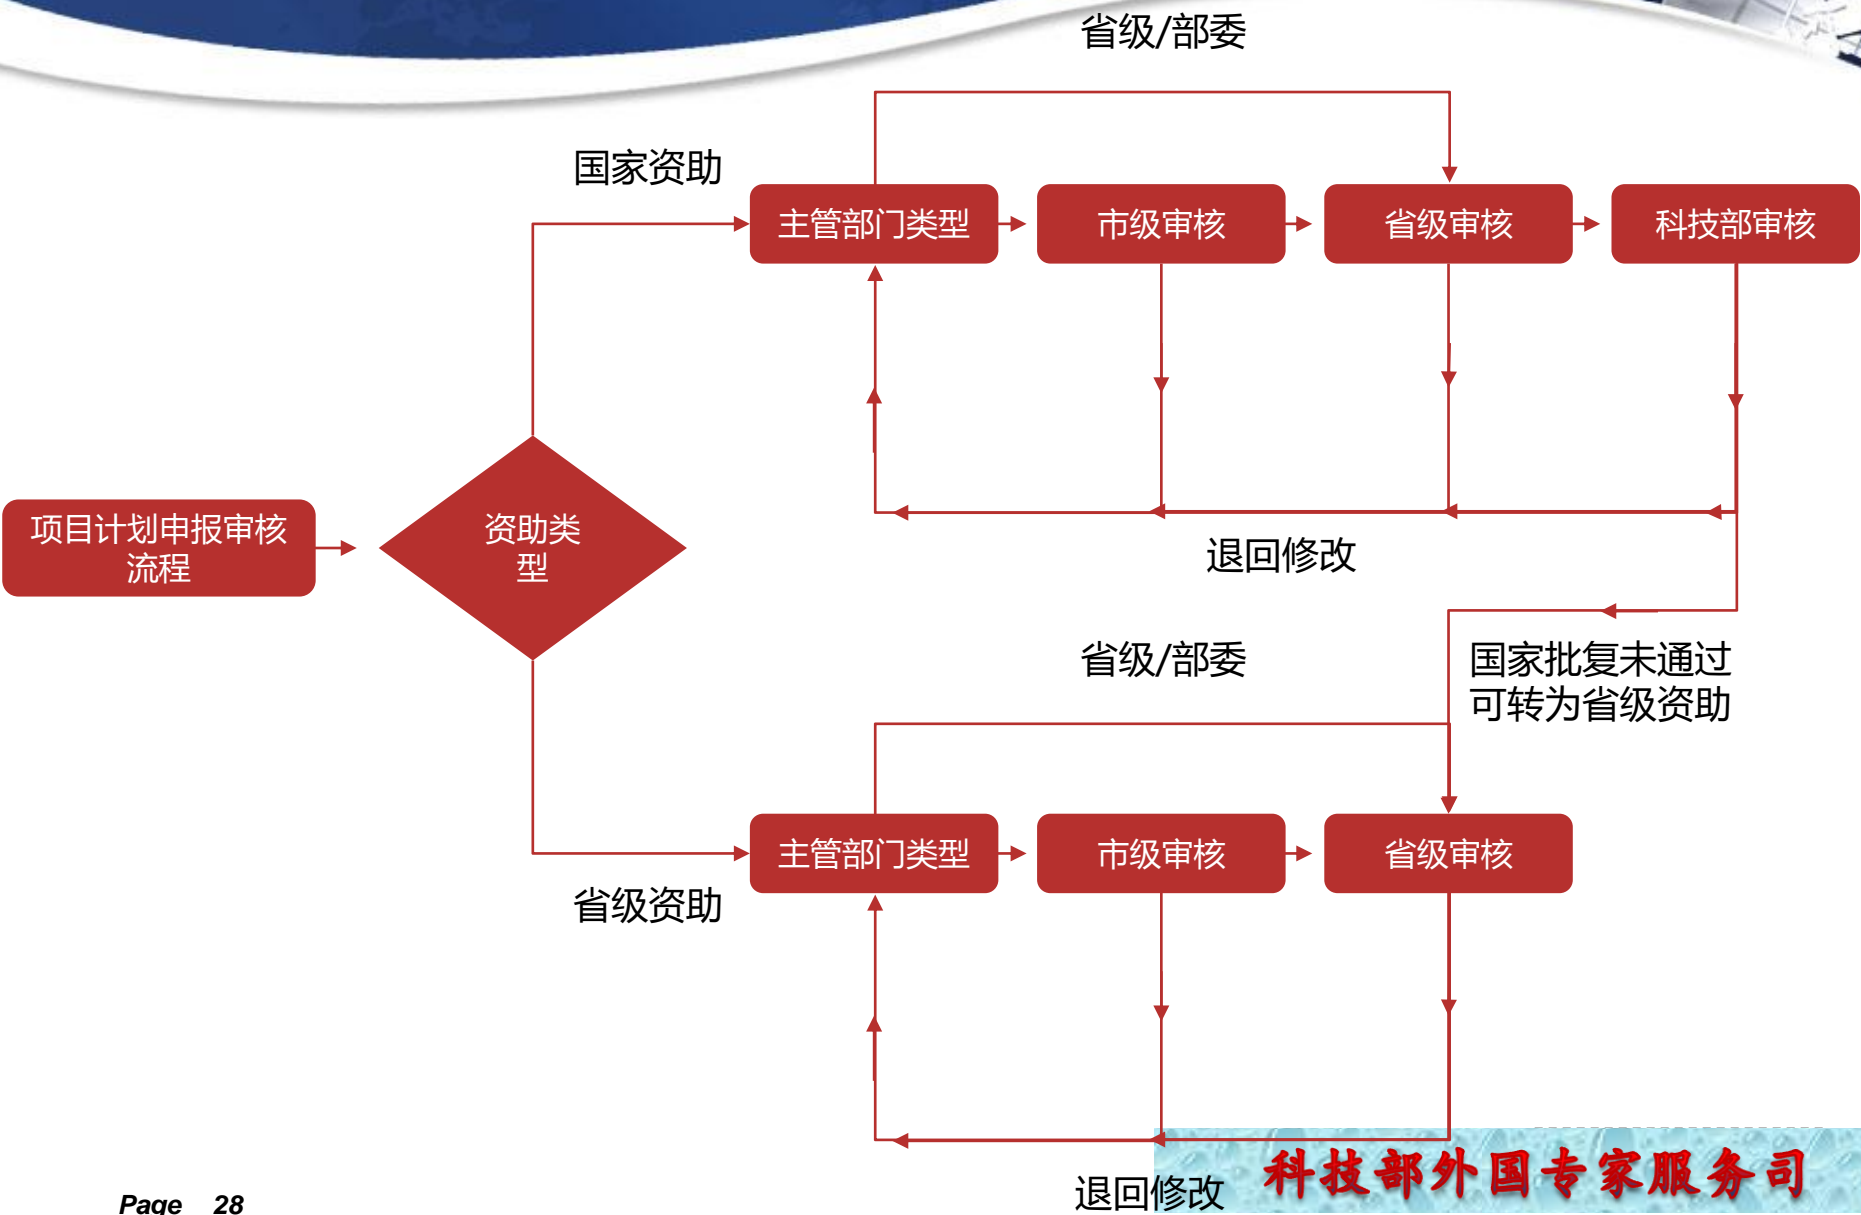 省级/部委
国家资助
主管部门类型
市级审核
省级审核
科技部审核
项目计划申报审核
流程
资助类
型
退回修改
省级/部委
国家批复未通过
可转为省级资助
主管部门类型
市级审核
省级审核
省级资助
退回修改
科技部外国专家服务司
Page 28